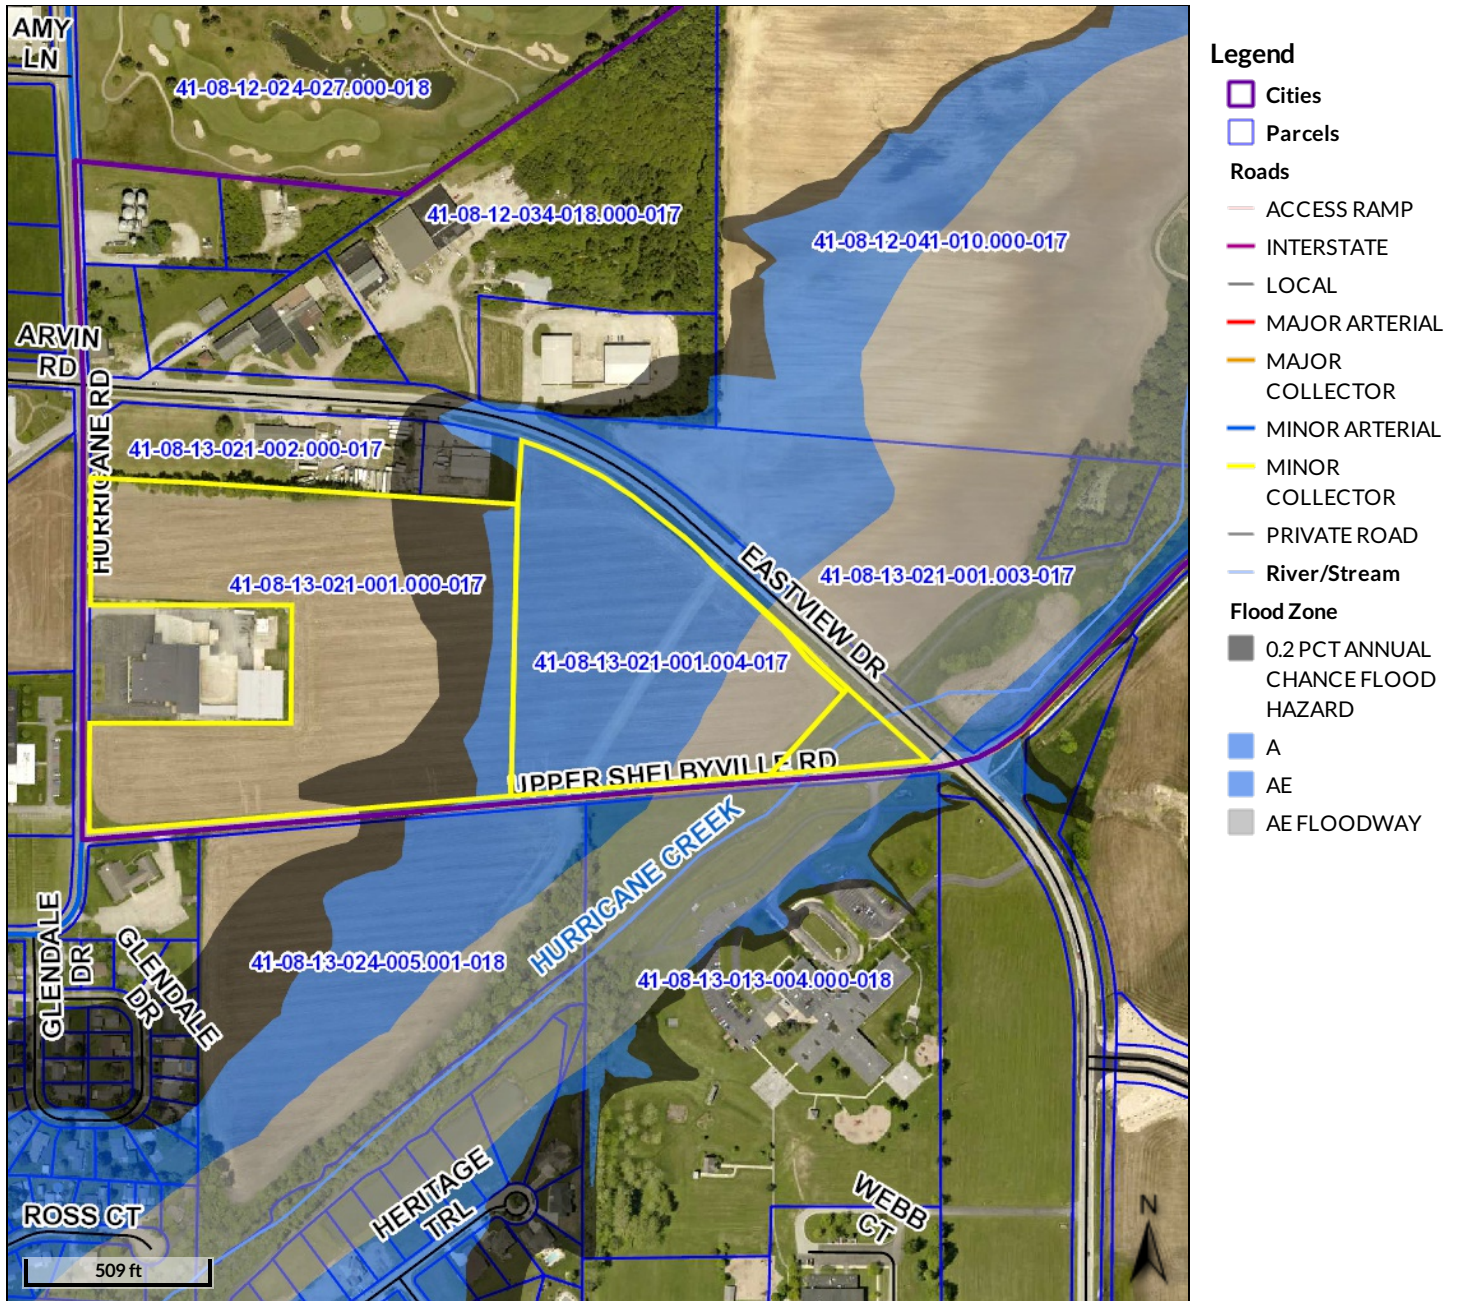 AMY
LN
41-08-12-024-027.000-018
41-08-12-034-018.000-017
41-08-12-041-010.000-017
ARVIN
RD
HURRICANE RD
41-08-13-021-002.000-017
41-08-13-021-001.000-017
EASTVIEW DR
41-08-13-021-001.003-017
41-08-13-021-001.004-017
UPPER SHELBYVILLE RD
HURRICANE CREEK
GLENDALE
DR
GLENDALE
DR
41-08-13-024-005.001-018
41-08-13-013-004.000-018
HERITAGE
TRL
WEBB
CT
ROSS CT
509 ft
N
Legend
Cities
Parcels
Roads
ACCESS RAMP
INTERSTATE
LOCAL
MAJOR ARTERIAL
MAJOR
COLLECTOR
MINOR ARTERIAL
MINOR
COLLECTOR
PRIVATE ROAD
River/Stream
Flood Zone
0.2 PCT ANNUAL
CHANCE FLOOD
HAZARD
A
AE
AE FLOODWAY